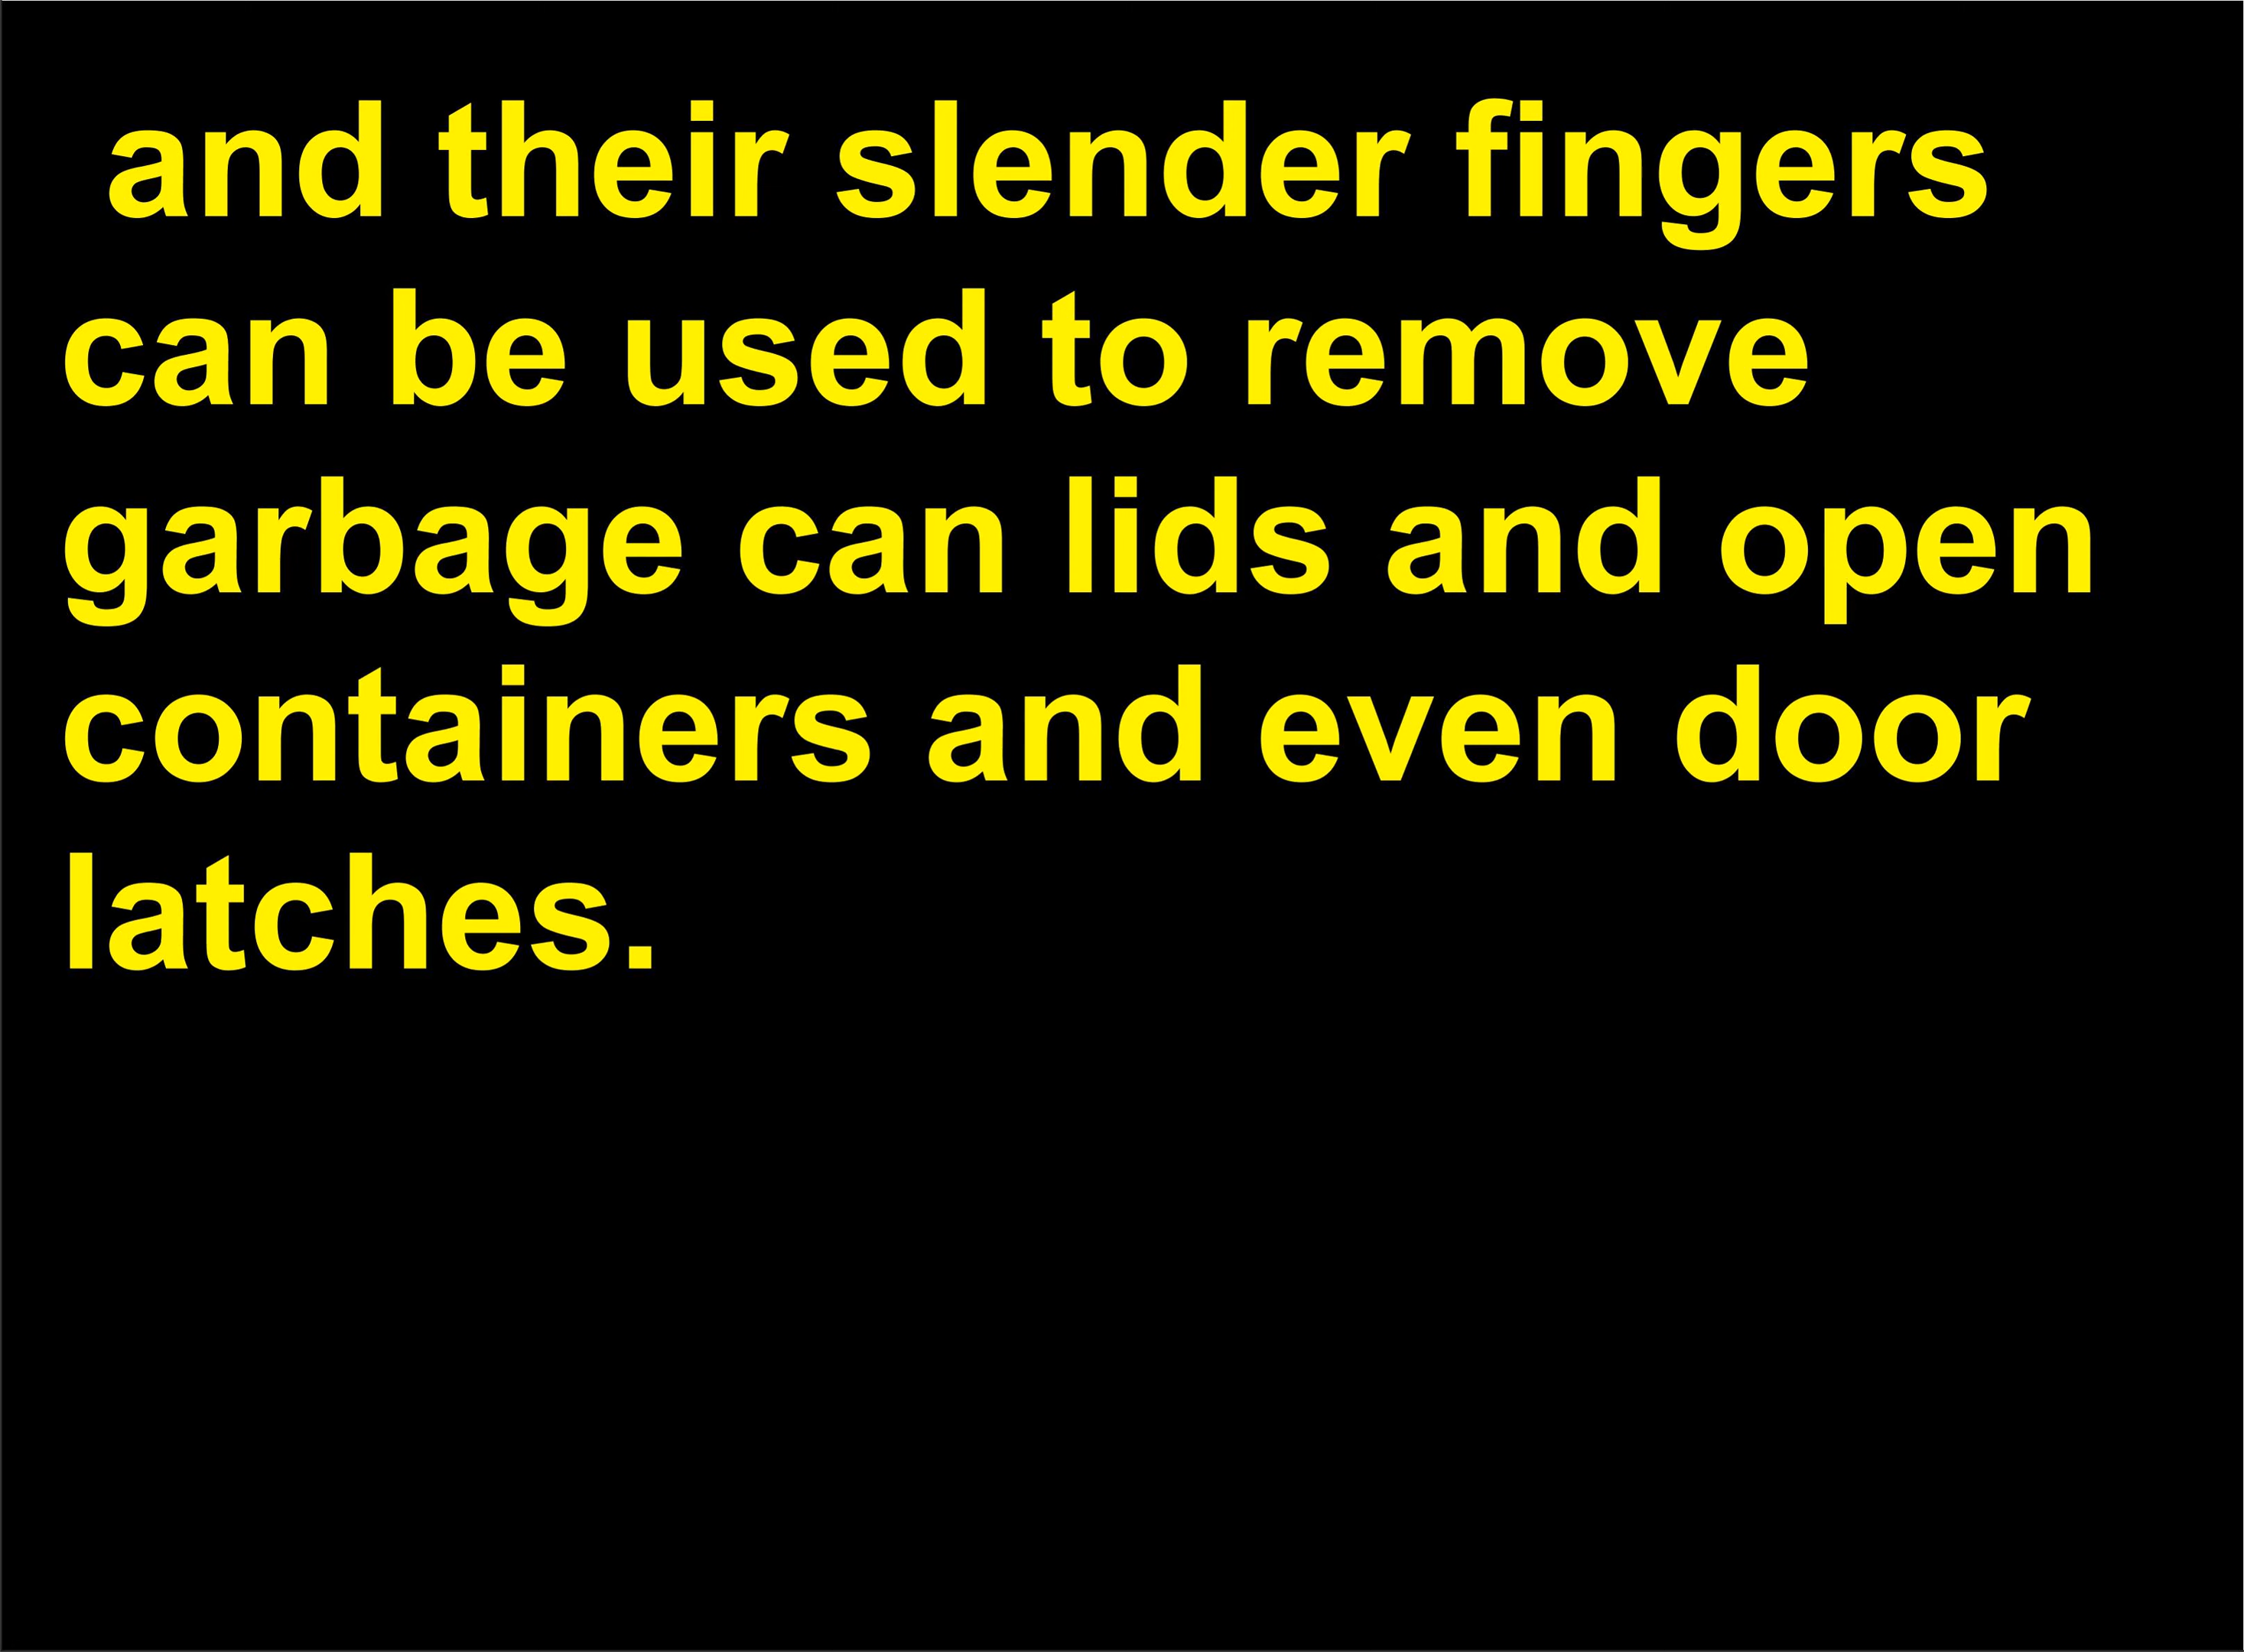 and their slender fingers
can be used to remove
garbage can lids and open
containers and even door
latches.